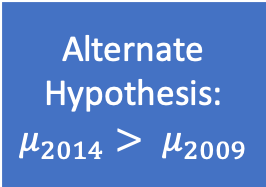 Alternate
Hypothesis:
𝝁₂₀₁₄ > 𝝁₂₀₀₉